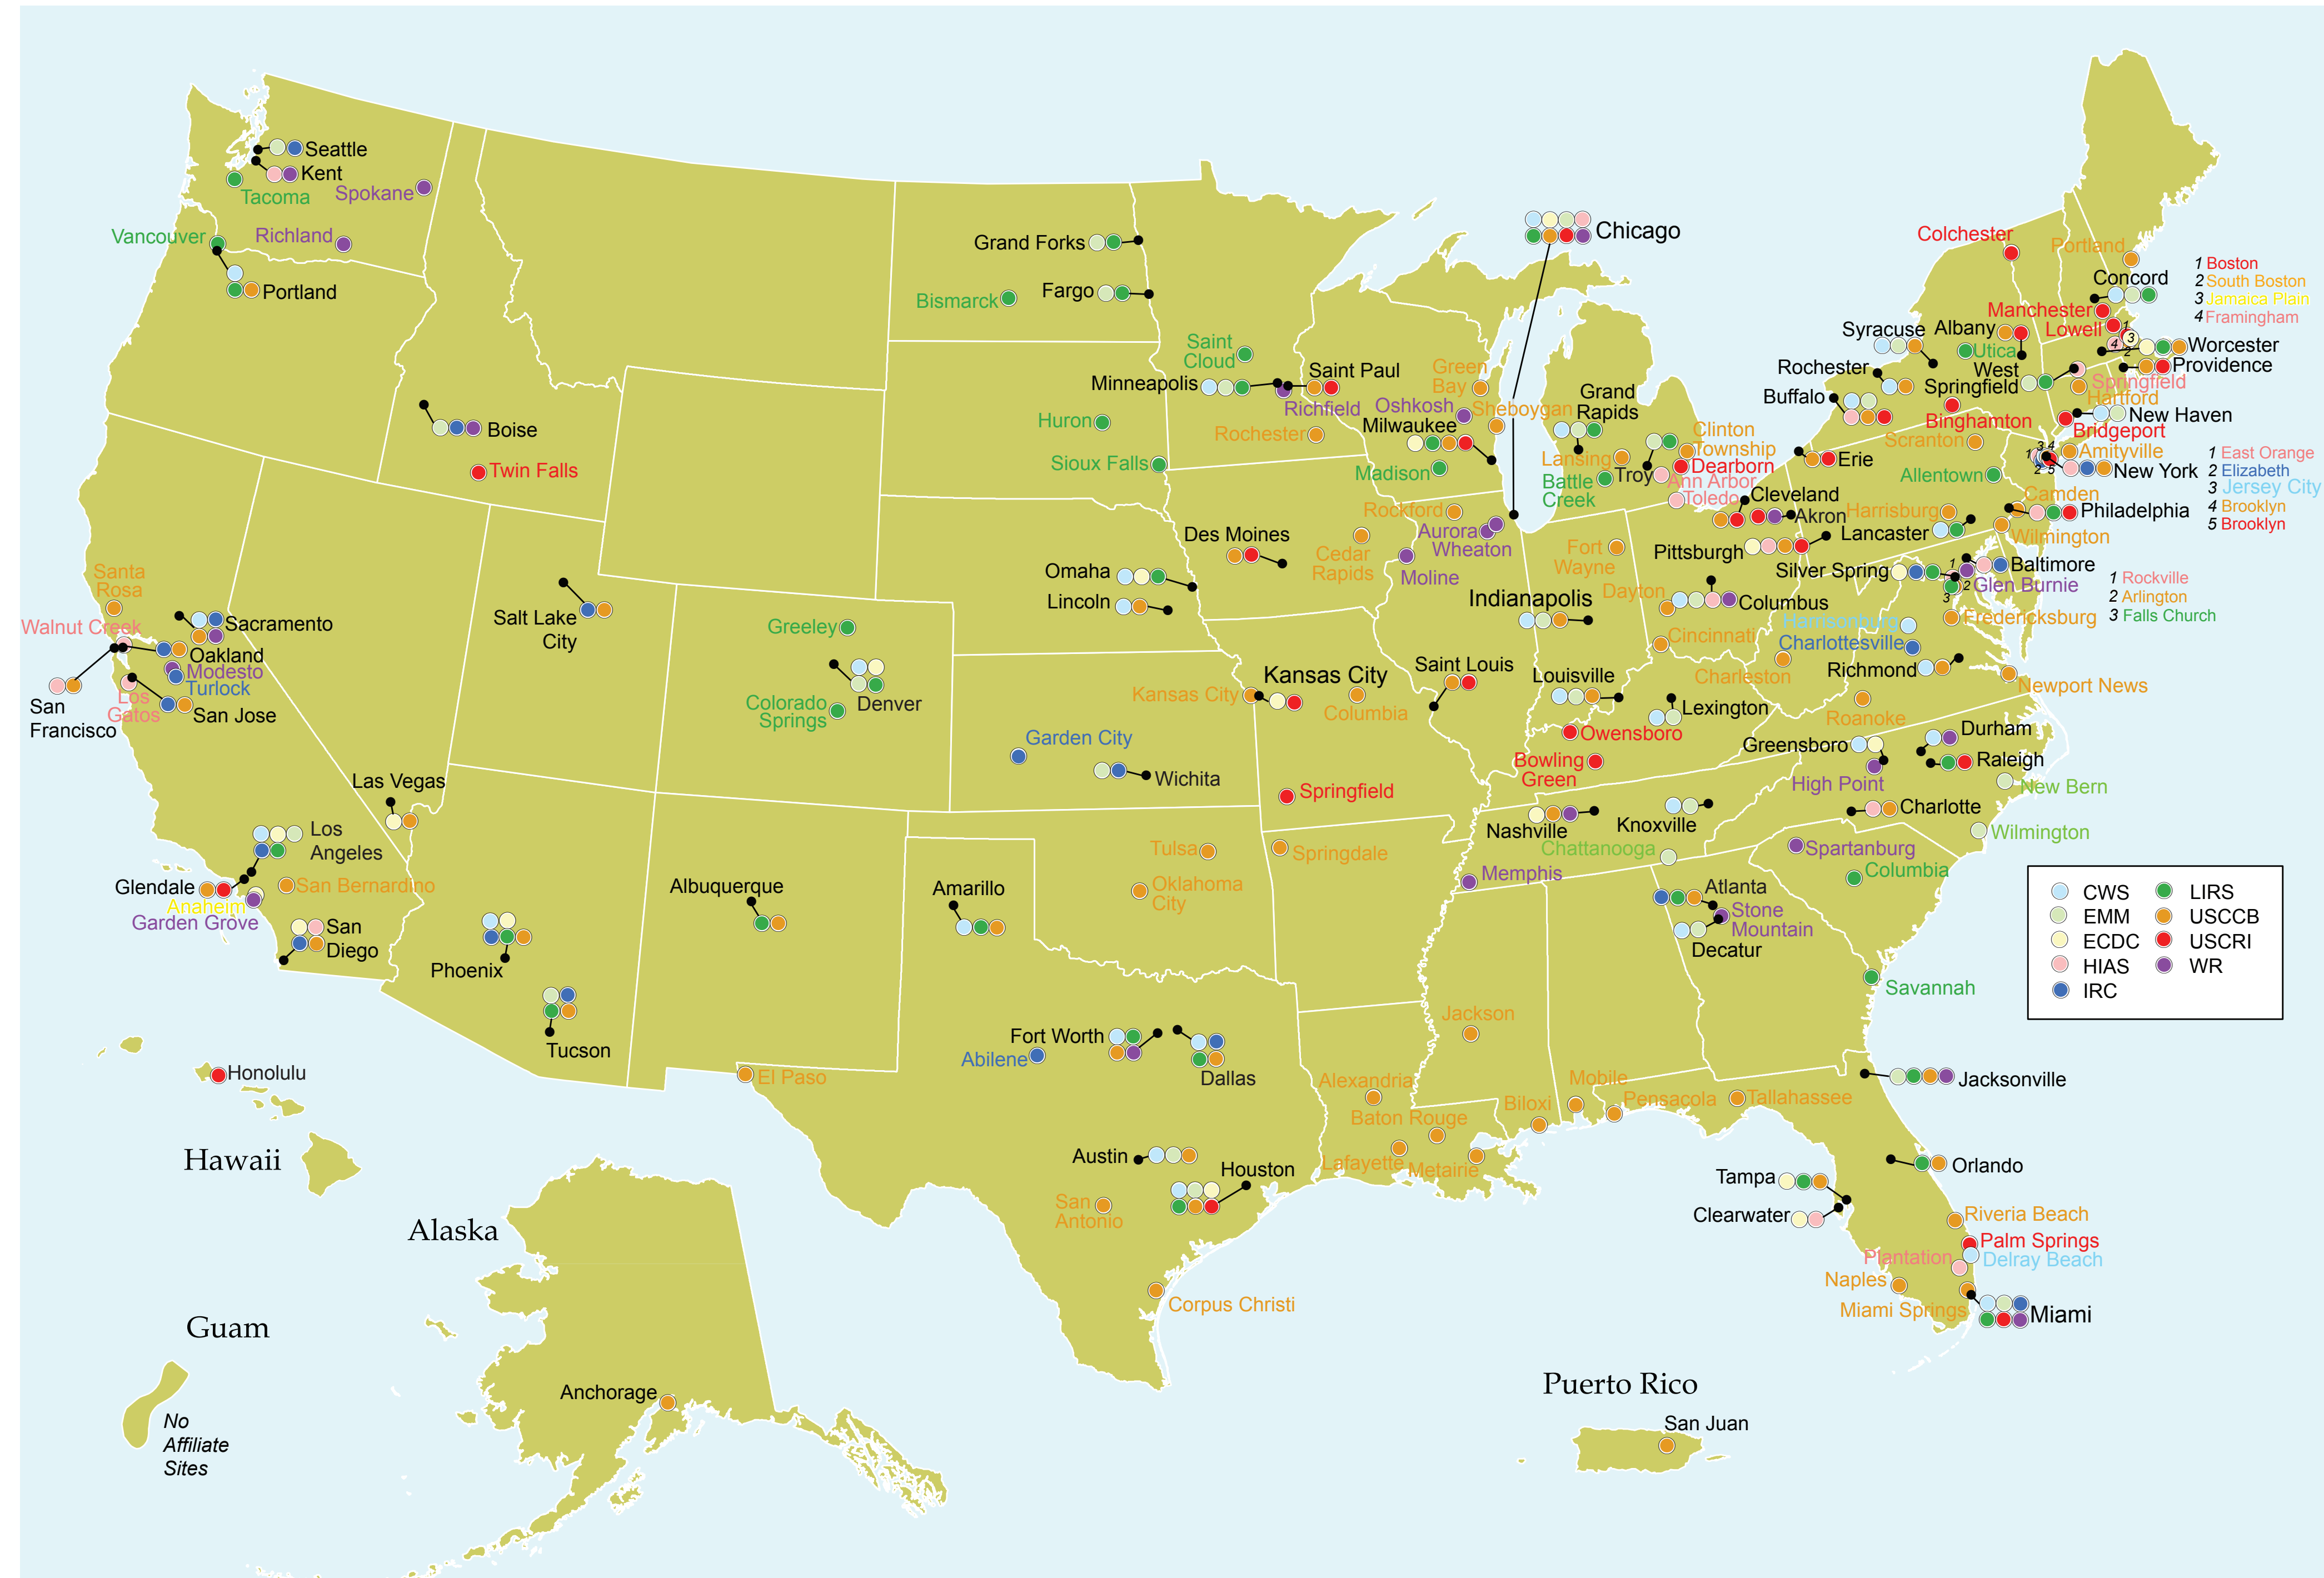 Seattle
Kent
Tacoma
Spokane
Vancouver
Richland
Portland
Boise
Twin Falls
Santa
Rosa
Walnut Creek
Sacramento
Oakland
Modesto
Turlock
Los
Gatos
San Jose
San
Francisco
Salt Lake
City
Las Vegas
Los
Angeles
Glendale
San Bernardino
Anaheim
Garden Grove
San
Diego
Phoenix
Tucson
Albuquerque
El Paso
Greeley
Denver
Colorado
Springs
Grand Forks
Fargo
Bismarck
Huron
Sioux Falls
Saint
Cloud
Minneapolis
Saint Paul
Richfield
Rochester
Green
Bay
Oshkosh
Sheboygan
Milwaukee
Madison
Chicago
Rockford
Aurora
Wheaton
Moline
Des Moines
Cedar
Rapids
Omaha
Lincoln
Kansas City
Kansas City
Columbia
Saint Louis
Springfield
Garden City
Wichita
Tulsa
Oklahoma
City
Springdale
Amarillo
Fort Worth
Abilene
Dallas
Austin
San
Antonio
Houston
Corpus Christi
Alexandria
Baton Rouge
Lafayette
Metairie
Jackson
Biloxi
Mobile
Pensacola
Tallahassee
Grand
Rapids
Lansing
Battle
Creek
Troy
Clinton
Township
Dearborn
Ann Arbor
Toledo
Cleveland
Akron
Fort
Wayne
Indianapolis
Dayton
Columbus
Cincinnati
Louisville
Lexington
Owensboro
Bowling
Green
Nashville
Knoxville
Chattanooga
Memphis
Charleston
Pittsburgh
Erie
Buffalo
Rochester
Syracuse
Albany
Utica
West
Springfield
Binghamton
Scranton
Allentown
Harrisburg
Lancaster
Colchester
Portland
Concord
Manchester
Lowell
1
4
3
2
1 Boston
2 South Boston
3 Jamaica Plain
4 Framingham
Worcester
Providence
Springfield
Hartford
New Haven
Bridgeport
Amityville
New York
3 4
1
2 5
1 East Orange
2 Elizabeth
3 Jersey City
4 Brooklyn
5 Brooklyn
Camden
Philadelphia
Wilmington
Baltimore
Silver Spring
Glen Burnie
1
2
3
1 Rockville
2 Arlington
3 Falls Church
Fredericksburg
Harrisonburg
Charlottesville
Richmond
Newport News
Roanoke
Greensboro
High Point
Durham
Raleigh
New Bern
Charlotte
Wilmington
Spartanburg
Columbia
Atlanta
Stone
Mountain
Decatur
Savannah
Jacksonville
Orlando
Tampa
Clearwater
Riveria Beach
Palm Springs
Delray Beach
Plantation
Naples
Miami Springs
Miami
CWS
EMM
ECDC
HIAS
IRC
LIRS
USCCB
USCRI
WR
Honolulu
Hawaii
Alaska
Anchorage
Guam
No
Affiliate
Sites
Puerto Rico
San Juan